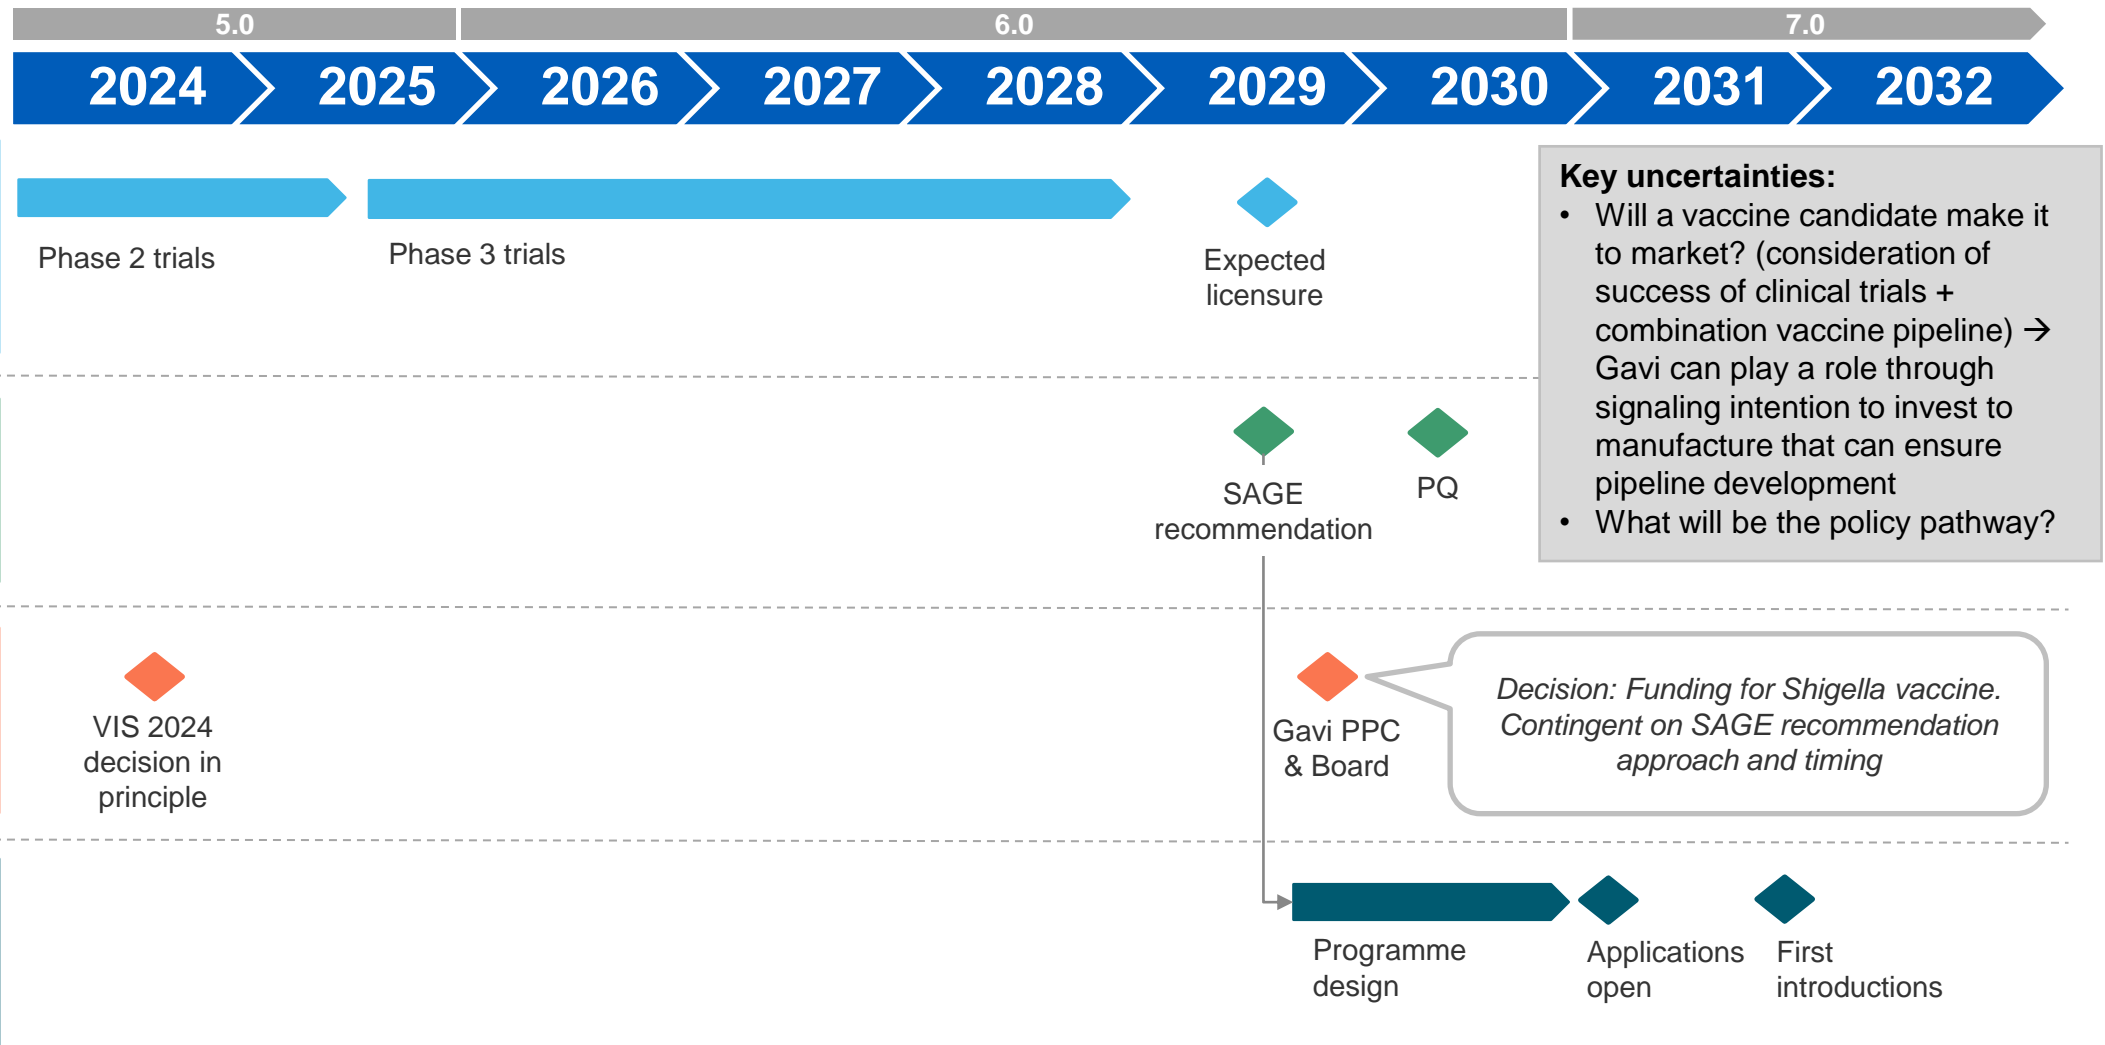 5.0
6.0
7.0
2024
2025
2026
2027
2028
2029
2030
2031
2032
Phase 2 trials
Phase 3 trials
Expected
licensure
Key uncertainties:
• Will a vaccine candidate make it
to market? (consideration of
success of clinical trials +
combination vaccine pipeline) →
Gavi can play a role through
signaling intention to invest to
manufacture that can ensure
pipeline development
• What will be the policy pathway?
SAGE
recommendation
PQ
VIS 2024
decision in
principle
Gavi PPC
& Board
Decision: Funding for Shigella vaccine.
Contingent on SAGE recommendation
approach and timing
Programme
design
Applications
open
First
introductions